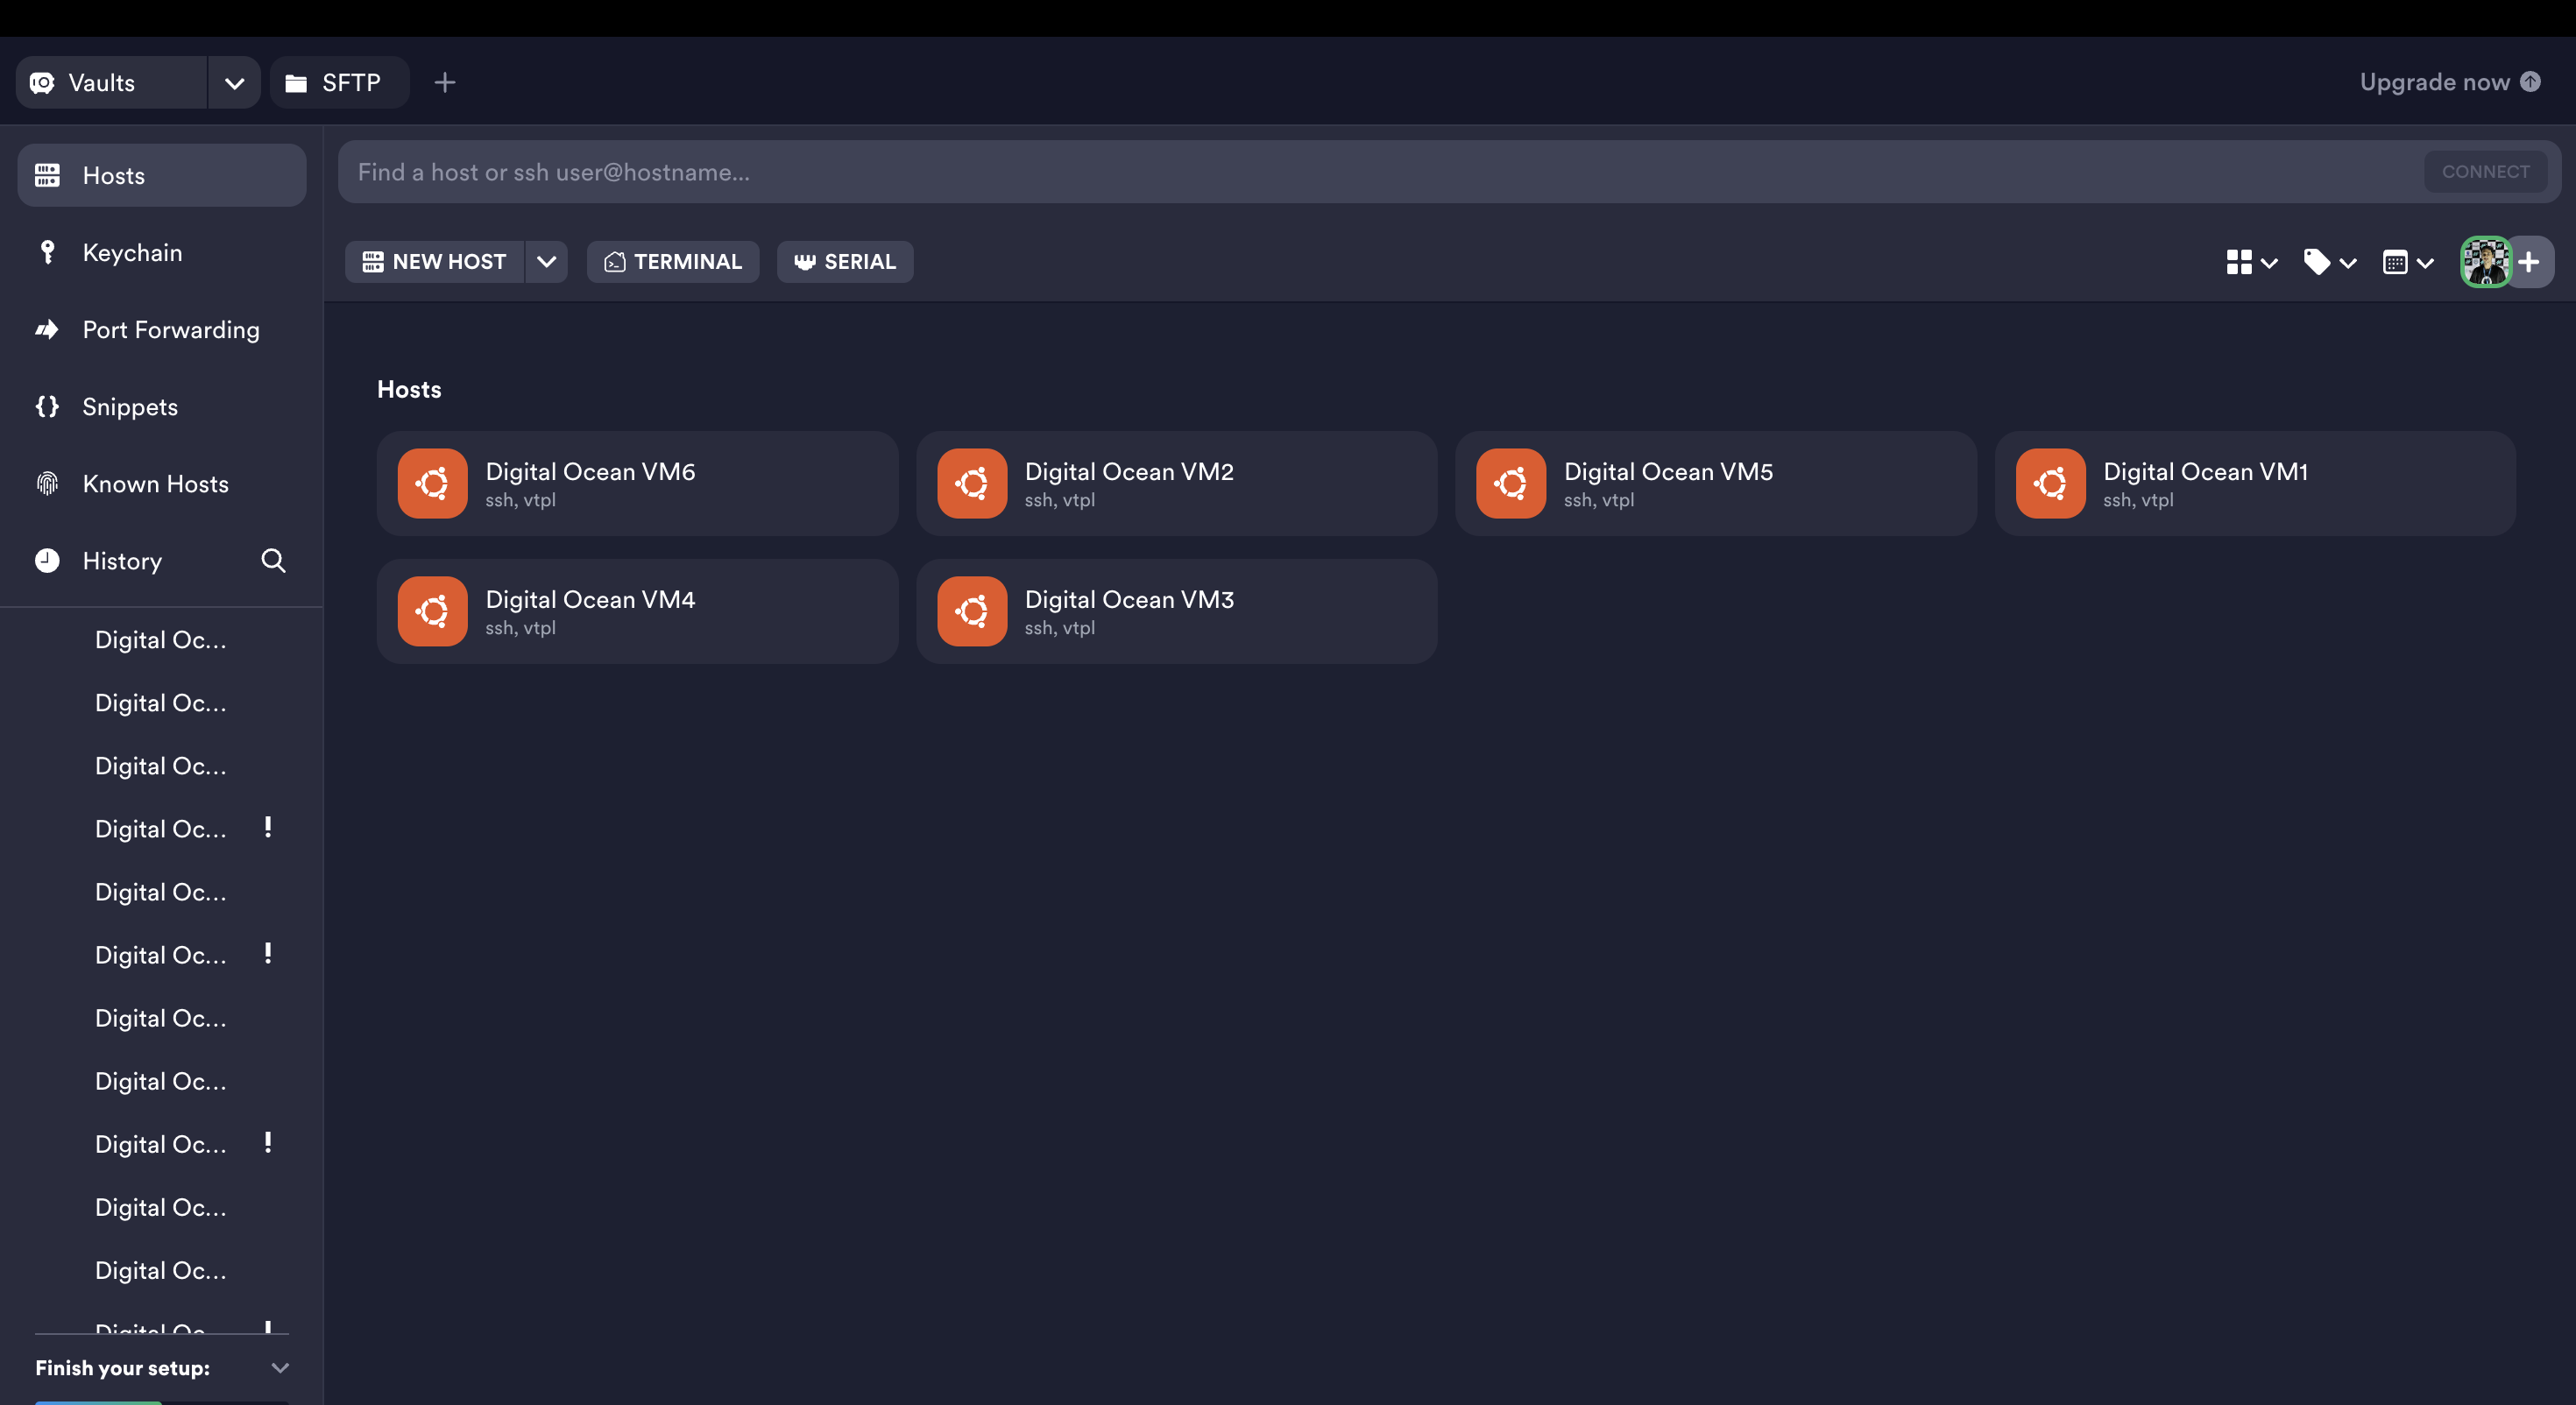 Vaults
SFTP
Upgrade now
Hosts
Keychain
Port Forwarding
Snippets
Known Hosts
History
Digital Oc...
Digital Oc...
Digital Oc...
Digital Oc... !
Digital Oc...
Digital Oc... !
Digital Oc...
Digital Oc...
Digital Oc... !
Digital Oc...
Digital Oc...
Digital Oc... !
Finish your setup:
Find a host or ssh user@hostname...
CONNECT
NEW HOST
TERMINAL
SERIAL
Hosts
Digital Ocean VM6
ssh, vtpl
Digital Ocean VM2
ssh, vtpl
Digital Ocean VM5
ssh, vtpl
Digital Ocean VM1
ssh, vtpl
Digital Ocean VM4
ssh, vtpl
Digital Ocean VM3
ssh, vtpl